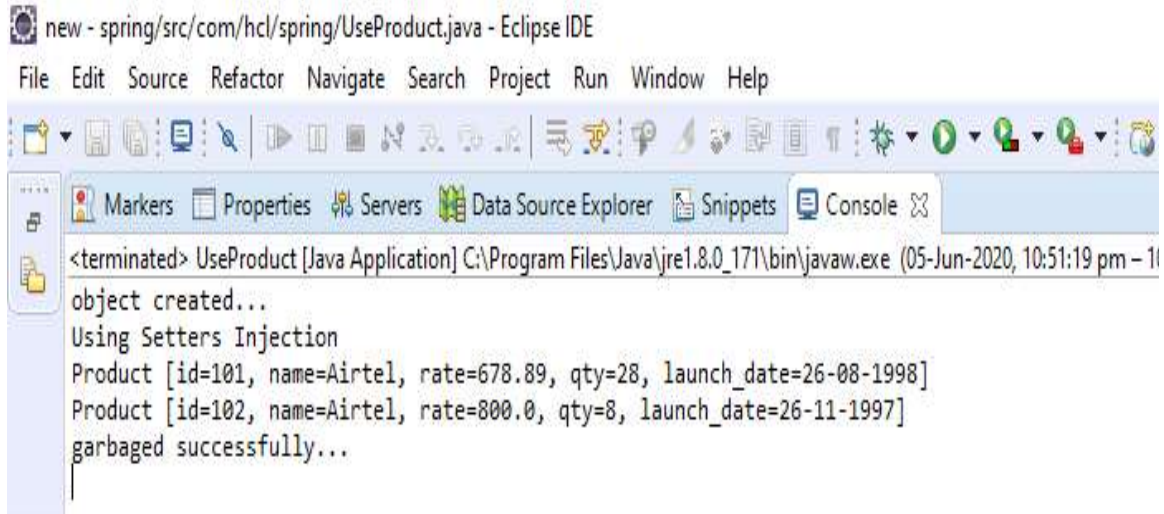 new - spring/src/com/hcl/spring/UseProduct.java - Eclipse IDE
File Edit Source Refactor Navigate Search Project Run Window Help
Markers Properties Servers Data Source Explorer Snippets Console
<terminated> UseProduct [Java Application] C:\Program Files\Java\jre1.8.0_171\bin\javaw.exe (05-Jun-2020, 10:51:19 pm – 10
object created...
Using Setters Injection
Product [id=101, name=Airtel, rate=678.89, qty=28, launch_date=26-08-1998]
Product [id=102, name=Airtel, rate=800.0, qty=8, launch_date=26-11-1997]
garbaged successfully...